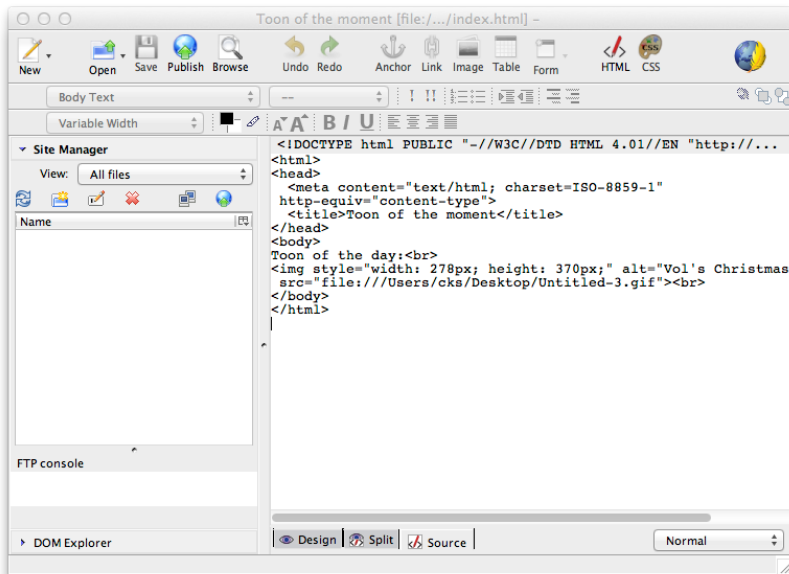 Toon of the moment [file:/.../index.html] –
New Open Save Publish Browse Undo Redo Anchor Link Image Table Form HTML CSS CSS
Body Text --
Variable Width A A B I U
Site Manager
View: All files
Name
FTP console
DOM Explorer
<!DOCTYPE html PUBLIC "-//W3C//DTD HTML 4.01//EN "http://...
<html>
<head>
<meta content="text/html; charset=ISO-8859-1"
http-equiv="content-type">
<title>Toon of the moment</title>
</head>
<body>
Toon of the day:<br>
<img style="width: 278px; height: 370px;" alt="Vol's Christmas
src="file:///Users/cks/Desktop/Untitled-3.gif"><br>
</body>
</html>
Design Split Source Normal